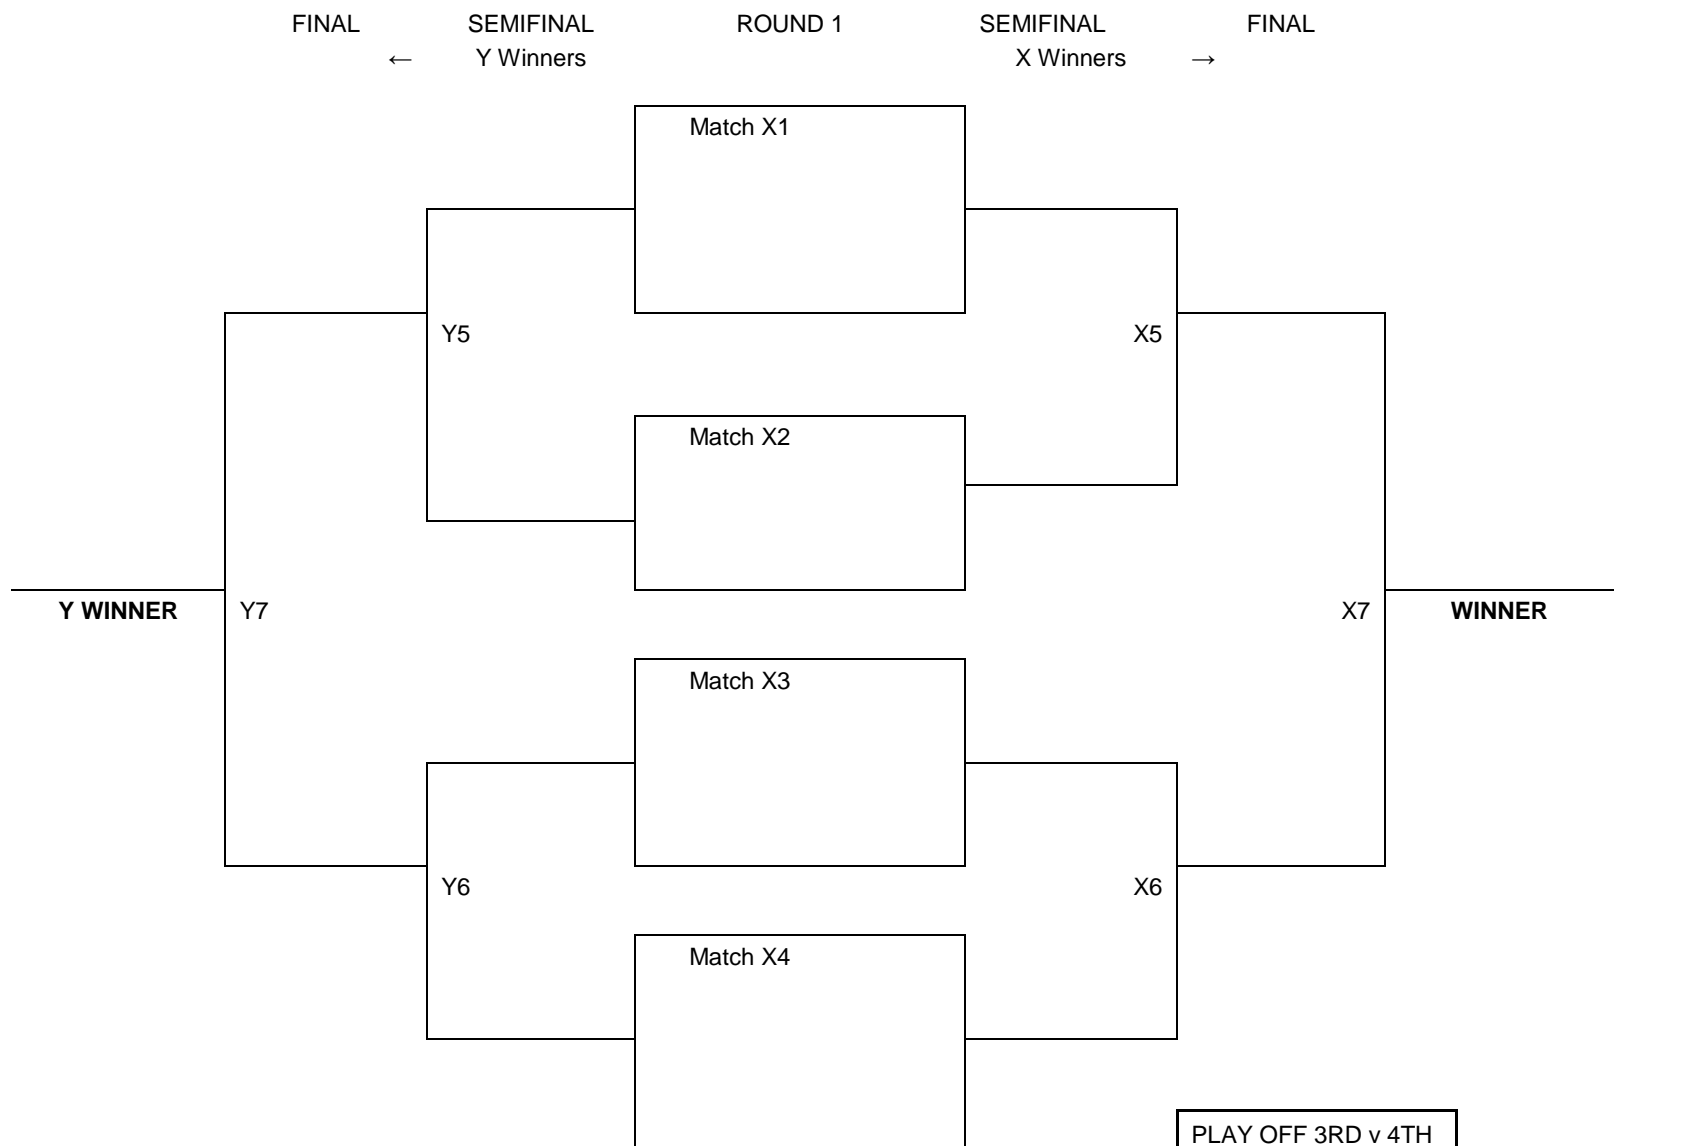 FINAL SEMIFINAL ROUND 1 SEMIFINAL FINAL
← Y Winners X Winners →
Match X1
Y5 X5
Match X2
Y WINNER Y7 X7 WINNER
Match X3
Y6 X6
Match X4
PLAY OFF 3RD v 4TH